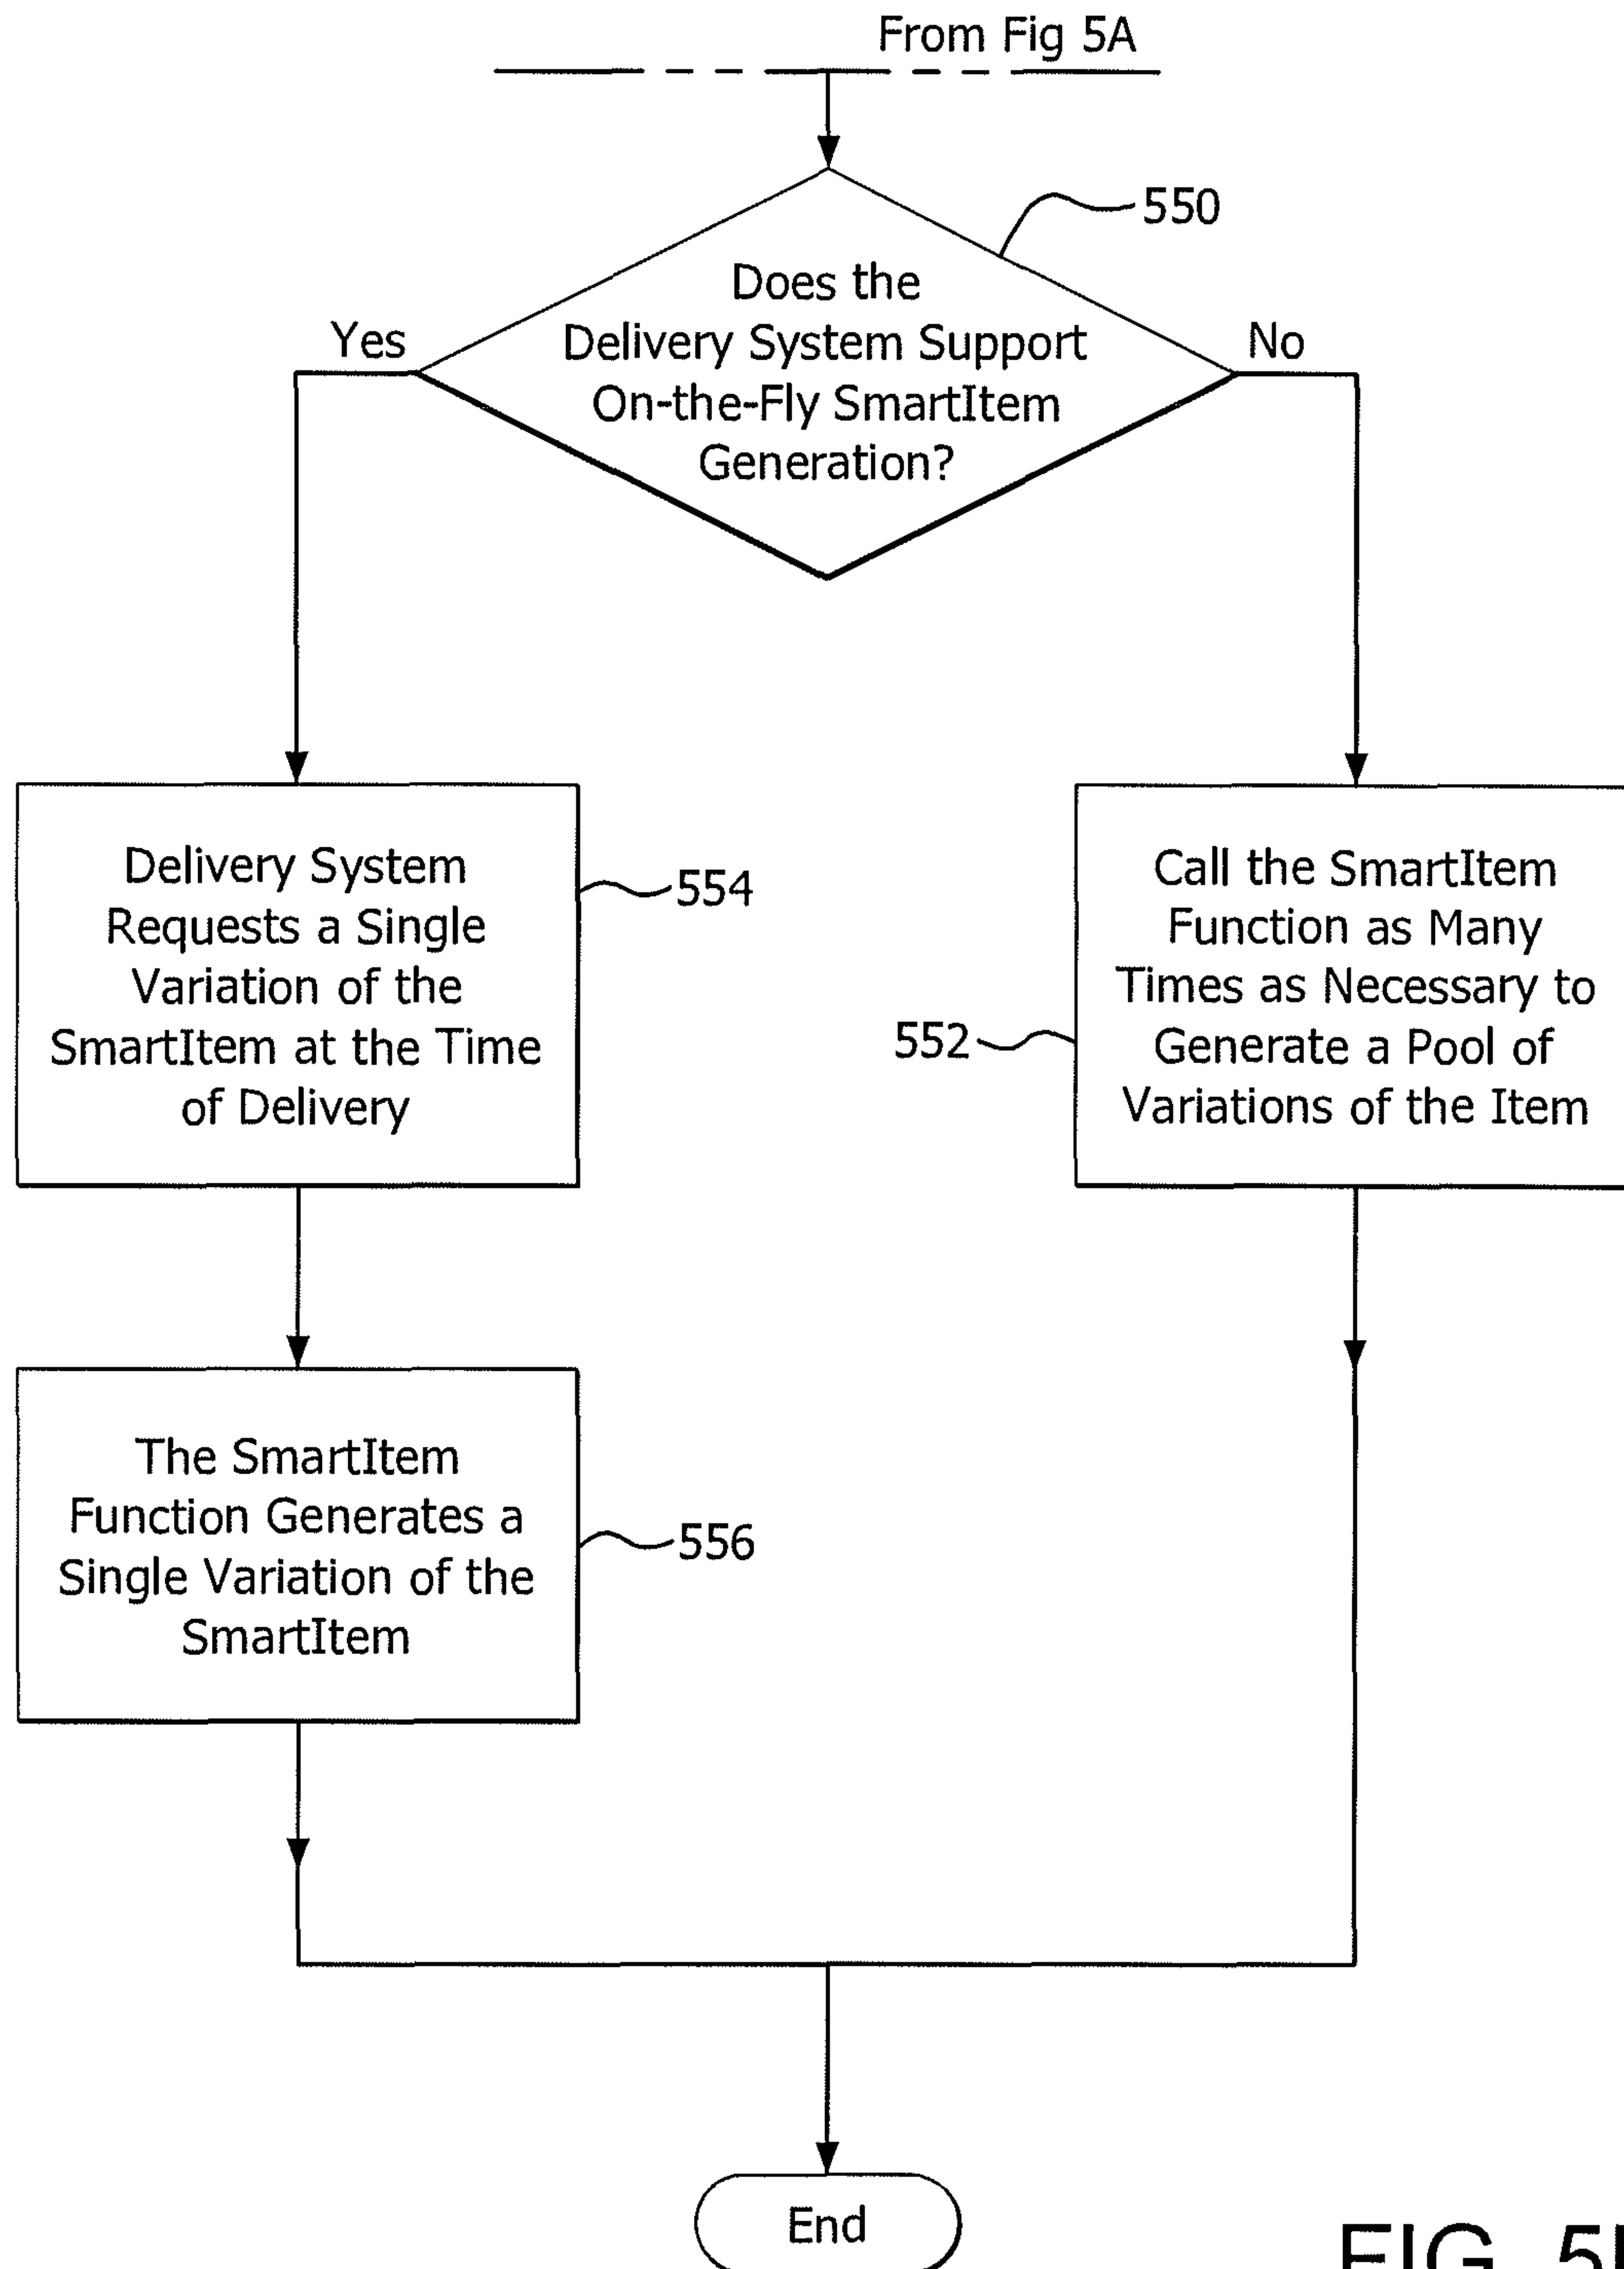 From Fig 5A
550
Does the
Delivery System Support
On-the-Fly SmartItem
Generation?
Yes
No
Delivery System
Requests a Single
Variation of the
SmartItem at the Time
of Delivery
554
Call the SmartItem
Function as Many
Times as Necessary to
Generate a Pool of
Variations of the Item
552
The SmartItem
Function Generates a
Single Variation of the
SmartItem
556
End
FIG. 5